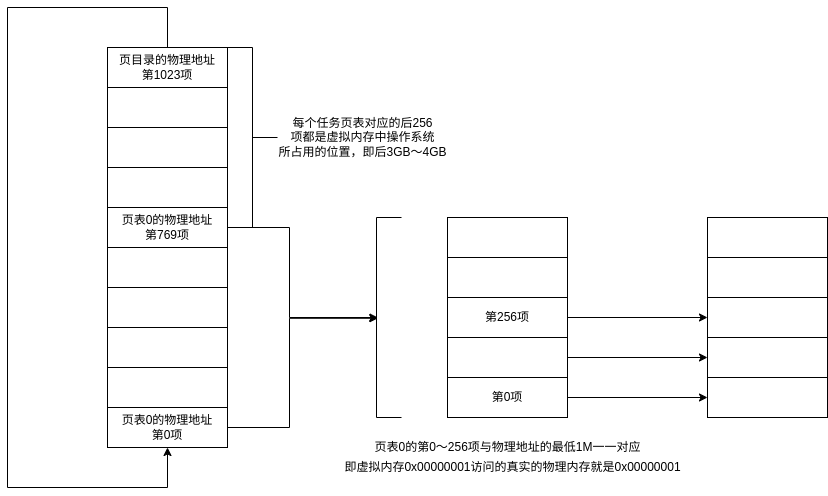 页目录的物理地址
第1023项
每个任务页表对应的后256
项都是虚拟内存中操作系统
所占用的位置，即后3GB～4GB
页表0的物理地址
第769项
第256项
第0项
页表0的物理地址
第0项
页表0的第0～256项与物理地址的最低1M一一对应
即虚拟内存0x00000001访问的真实的物理内存就是0x00000001